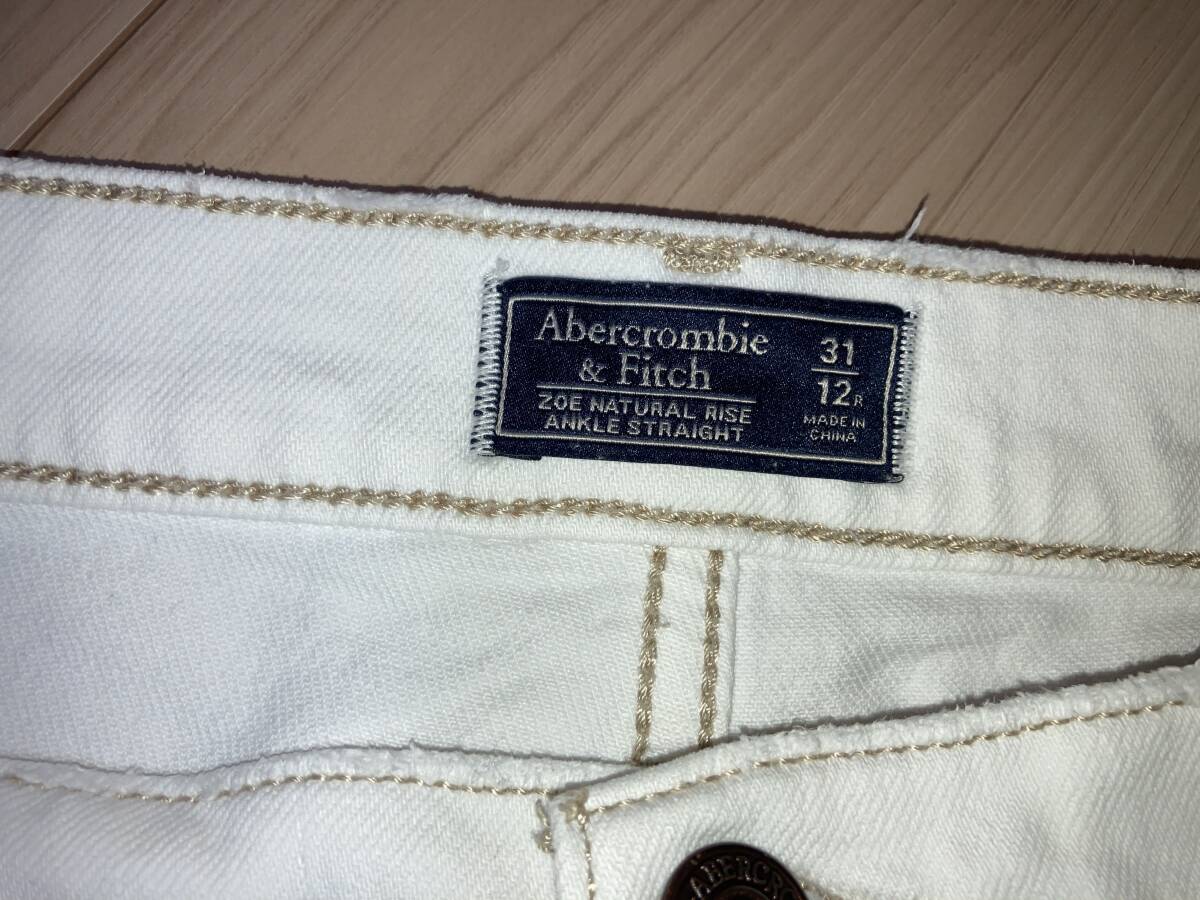 Abercrombie
& Fitch
ZOE NATURAL RISE
ANKLE STRAIGHT
31
12R
MADE IN
CHINA